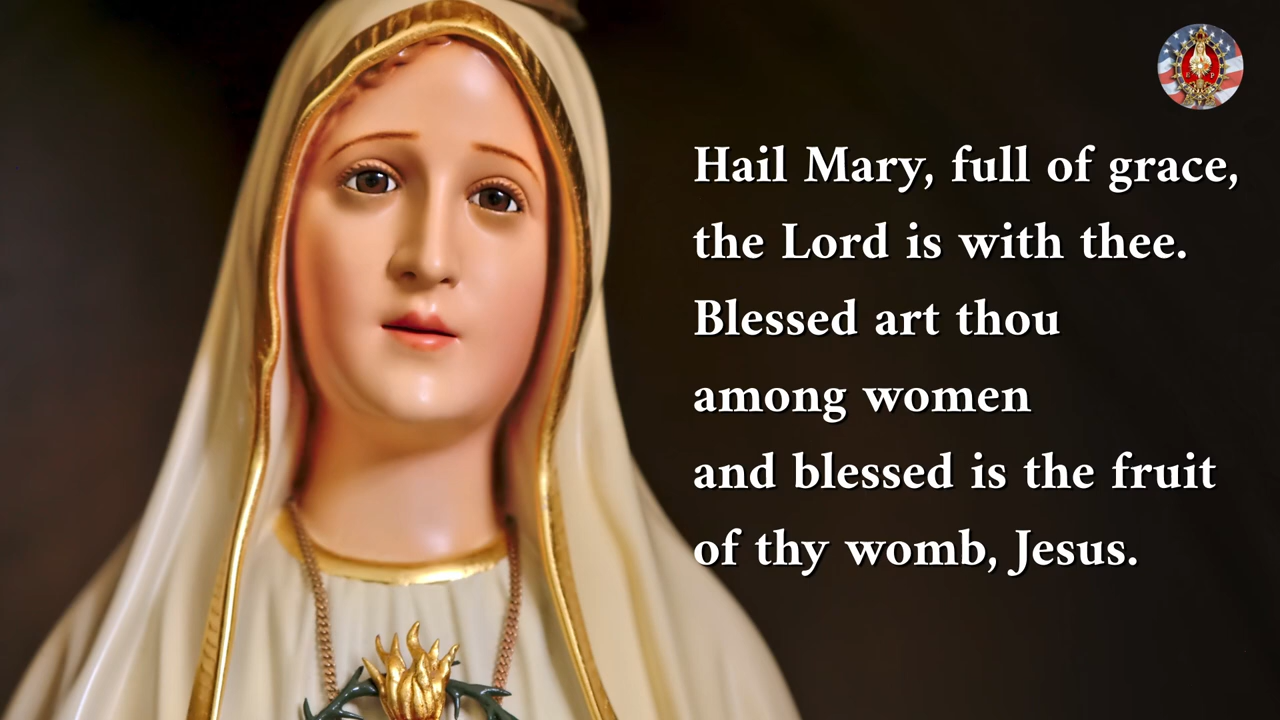 Hail Mary, full of grace,
the Lord is with thee.
Blessed art thou
among women
and blessed is the fruit
of thy womb, Jesus.